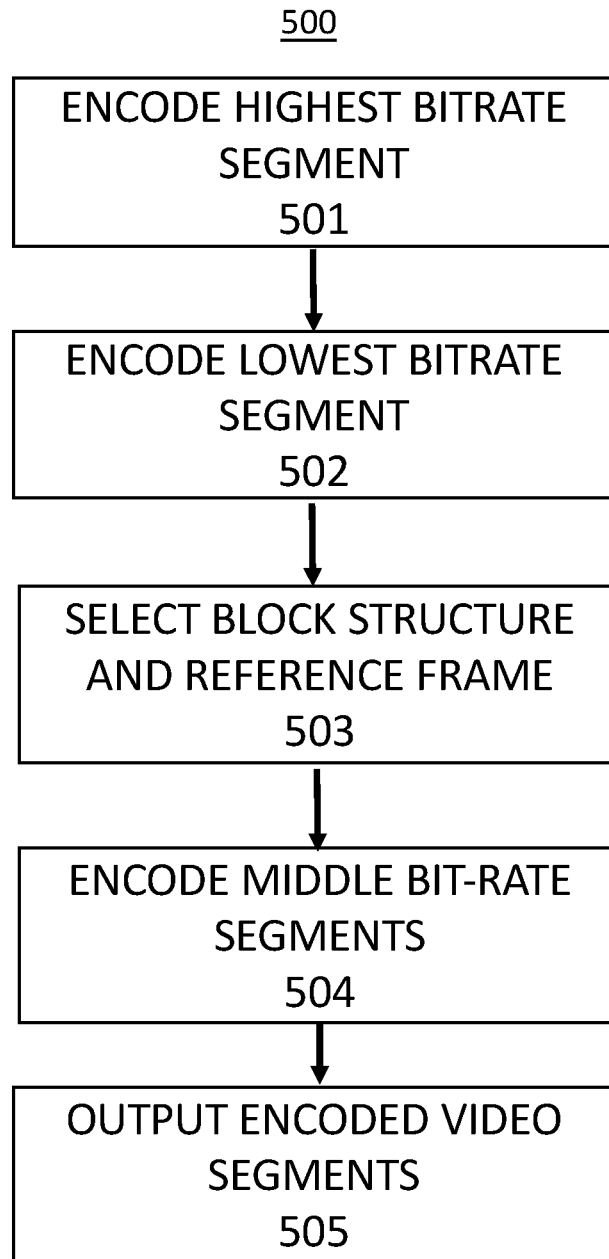 500
ENCODE HIGHEST BITRATE
SEGMENT
501
ENCODE LOWEST BITRATE
SEGMENT
502
SELECT BLOCK STRUCTURE
AND REFERENCE FRAME
503
ENCODE MIDDLE BIT-RATE
SEGMENTS
504
OUTPUT ENCODED VIDEO
SEGMENTS
505